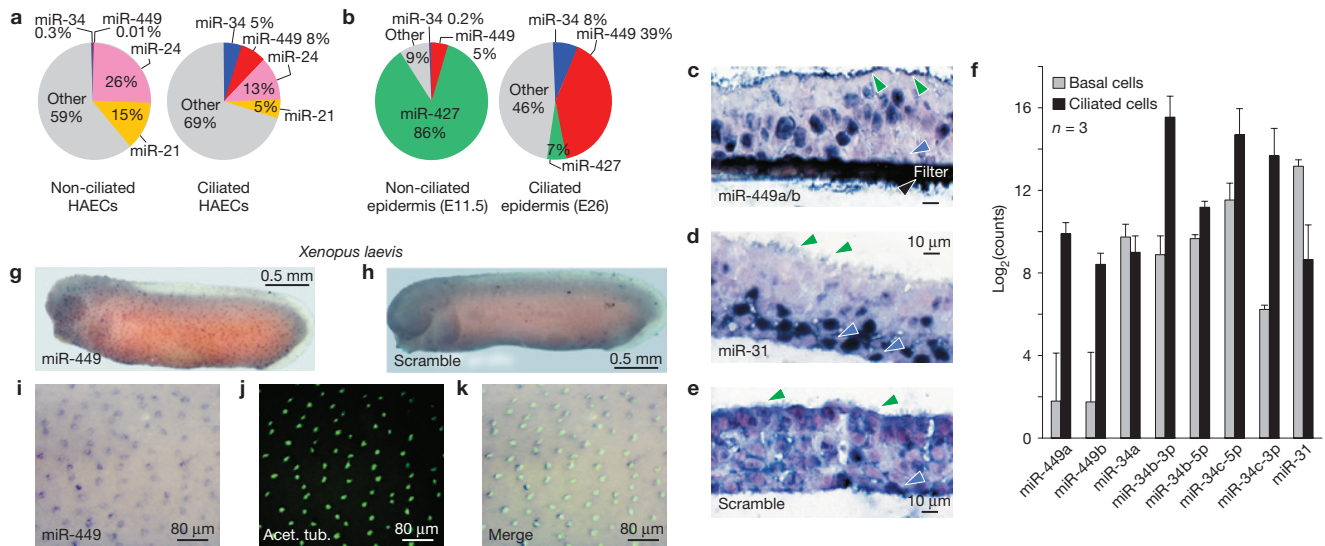 a
miR-34
0.3%
miR-449
0.01%
miR-24
26%
15%
miR-21
Other
59%
Non-ciliated
HAECs
miR-34 5%
miR-449 8%
miR-24
13%
5%
miR-21
Other
69%
Ciliated
HAECs
b
miR-34 0.2%
Other
9%
miR-449
5%
miR-427
86%
Non-ciliated
epidermis (E11.5)
miR-34 8%
miR-449 39%
Other
46%
7%
miR-427
Ciliated
epidermis (E26)
c
Filter
miR-449a/b
d
10 μm
miR-31
e
Scramble
10 μm
f
Basal cells
Ciliated cells
n = 3
Log2(counts)
16
12
8
4
0
miR-449a
miR-449b
miR-34a
miR-34b-3p
miR-34b-5p
miR-34c-5p
miR-34c-3p
miR-31
Xenopus laevis
g
0.5 mm
miR-449
h
Scramble
0.5 mm
i
miR-449
80 μm
j
Acet. tub.
80 μm
k
Merge
80 μm